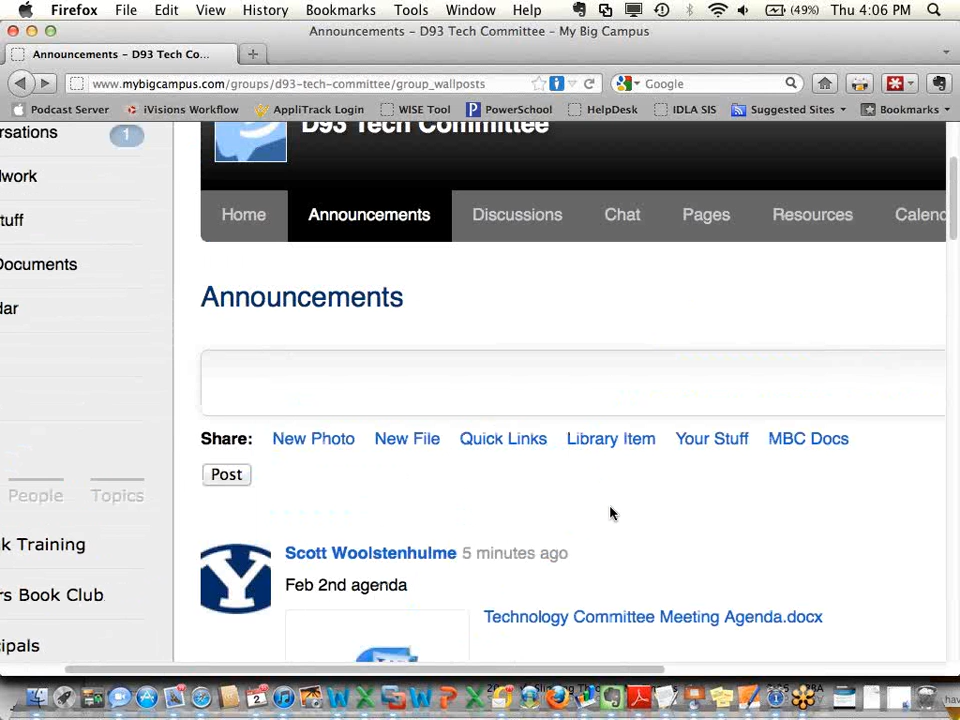 Firefox File Edit View History Bookmarks Tools Window Help (49%) Thu 4:06 PM
Announcements – D93 Tech Committee – My Big Campus
Announcements – D93 Tech Co...
www.mybigcampus.com/groups/d93-tech-committee/group_wallposts Google
Podcast Server iVisions Workflow AppliTrack Login WISE Tool PowerSchool HelpDesk IDLA SIS Suggested Sites Bookmarks
D93 Tech Committee
rsations 1
work
tuff
Documents
dar
Home Announcements Discussions Chat Pages Resources Calend
Announcements
Share: New Photo New File Quick Links Library Item Your Stuff MBC Docs
Post
People Topics
k Training
rs Book Club
ipals
Scott Woolstenhulme 5 minutes ago
Feb 2nd agenda
Technology Committee Meeting Agenda.docx